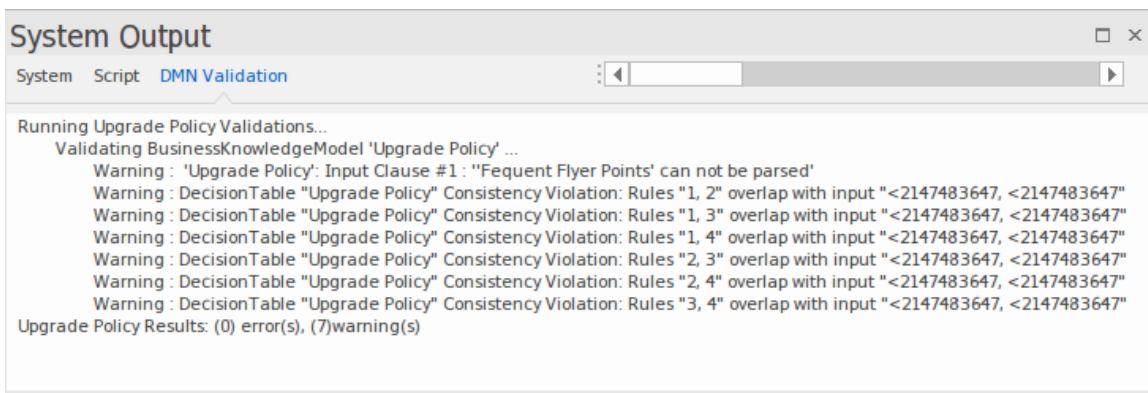 System Output
System Script DMN Validation
Running Upgrade Policy Validations...
Validating BusinessKnowledgeModel 'Upgrade Policy' ...
Warning : 'Upgrade Policy': Input Clause #1 : ''Fequent Flyer Points' can not be parsed'
Warning : DecisionTable "Upgrade Policy" Consistency Violation: Rules "1, 2" overlap with input "<2147483647, <2147483647"
Warning : DecisionTable "Upgrade Policy" Consistency Violation: Rules "1, 3" overlap with input "<2147483647, <2147483647"
Warning : DecisionTable "Upgrade Policy" Consistency Violation: Rules "1, 4" overlap with input "<2147483647, <2147483647"
Warning : DecisionTable "Upgrade Policy" Consistency Violation: Rules "2, 3" overlap with input "<2147483647, <2147483647"
Warning : DecisionTable "Upgrade Policy" Consistency Violation: Rules "2, 4" overlap with input "<2147483647, <2147483647"
Warning : DecisionTable "Upgrade Policy" Consistency Violation: Rules "3, 4" overlap with input "<2147483647, <2147483647"
Upgrade Policy Results: (0) error(s), (7)warning(s)